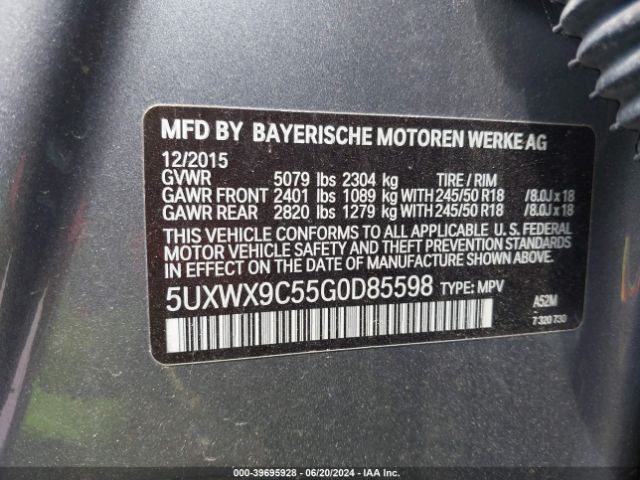 MFD BY BAYERISCHE MOTOREN WERKE AG
12/2015
GVWR 5079 lbs 2304 kg TIRE / RIM
GAWR FRONT 2401 lbs 1089 kg WITH 245/50 R18 /8.0J x 18
GAWR REAR 2820 lbs 1279 kg WITH 245/50 R18 /8.0J x 18
THIS VEHICLE CONFORMS TO ALL APPLICABLE U. S. FEDERAL
MOTOR VEHICLE SAFETY AND THEFT PREVENTION STANDARDS
IN EFFECT ON THE DATE OF MANUFACTURE SHOWN ABOVE.
5UXWX9C55G0D85598 TYPE: MPV A52M
- 7 320 730
000-39695928 - 06/20/2024 - IAA Inc.